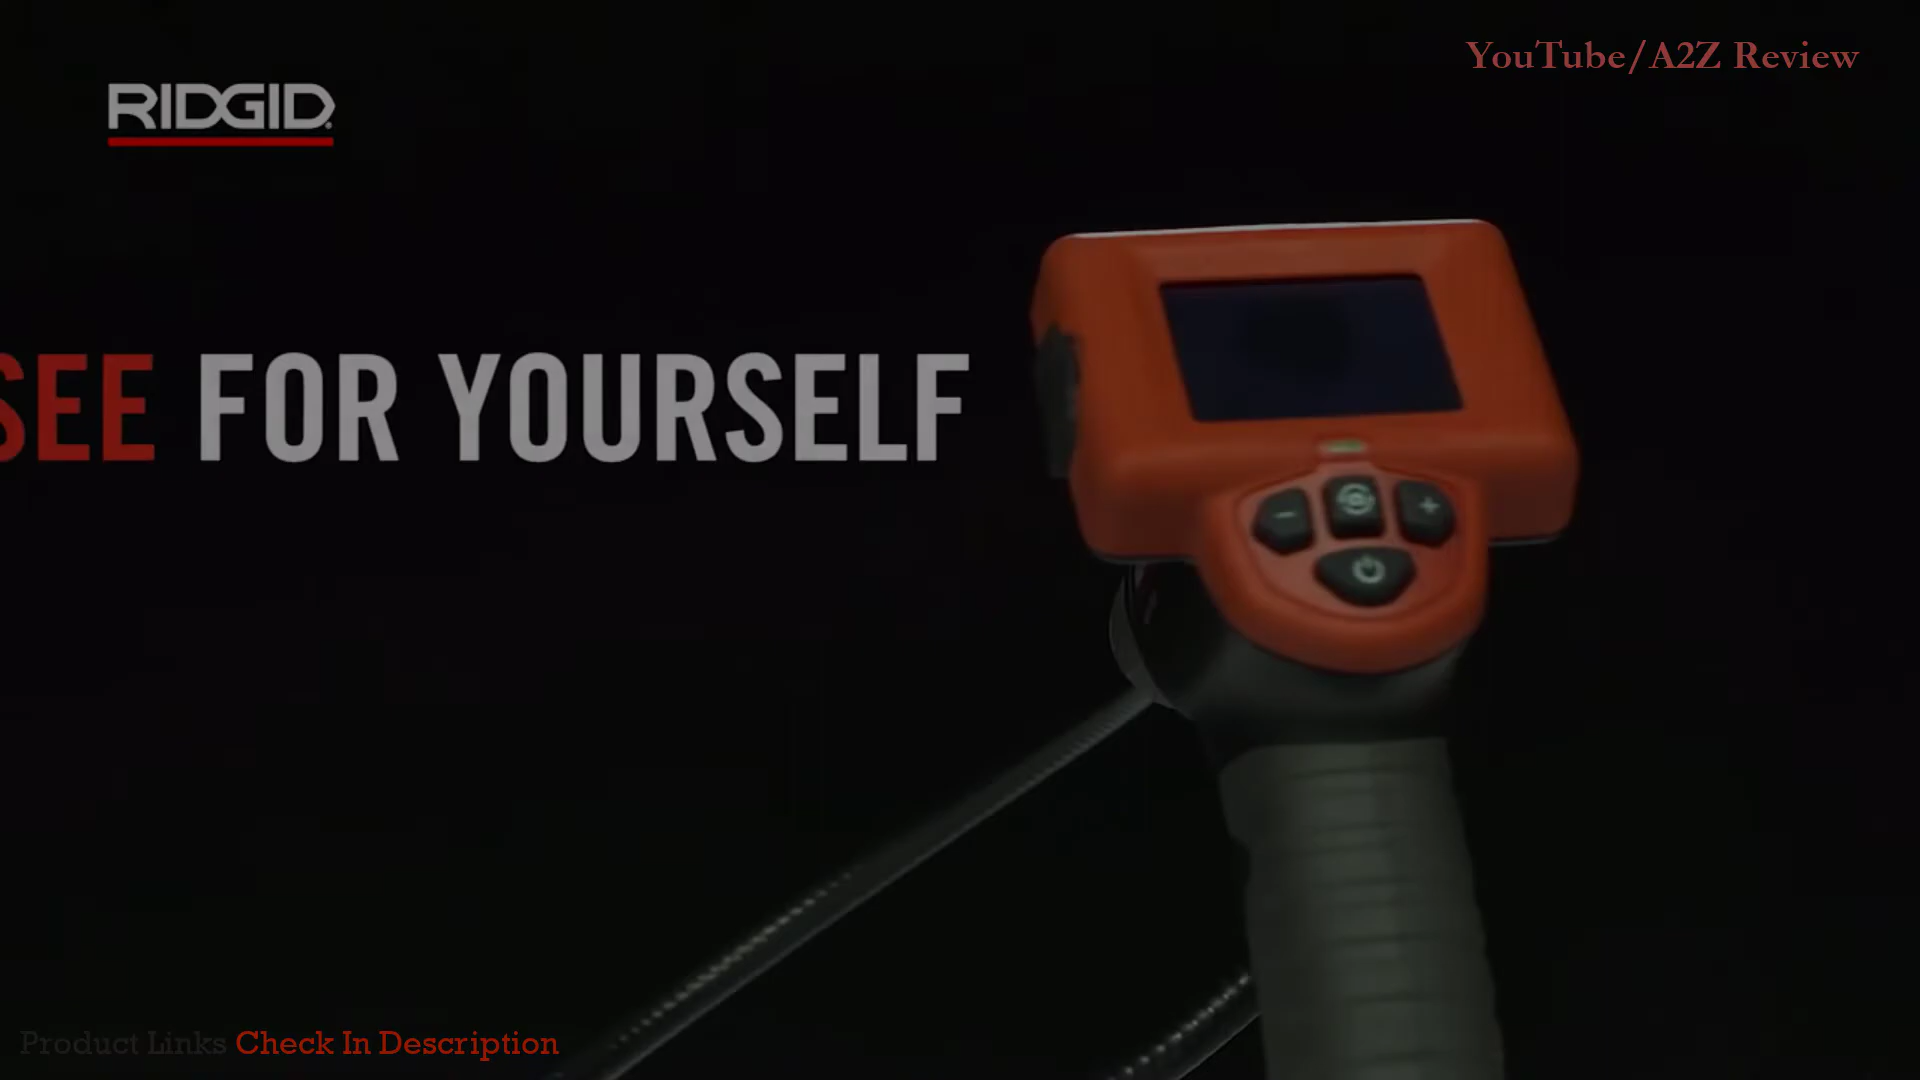 YouTube/A2Z Review
RIDGID
SEE FOR YOURSELF
Product Links Check In Description